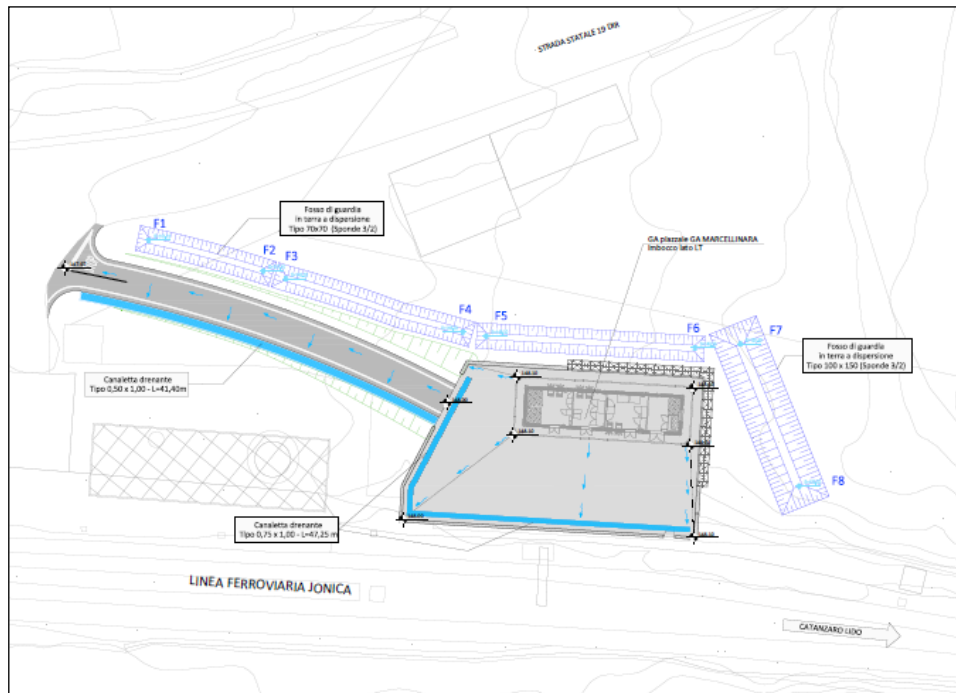 STRADA STATALE 19 DIR
Fosso di guardia
in terra a dispersione
Tipo 70x70 (Sponde 3/2)
F1
F2
F3
GA piazzale GA MARCELLINARA
Imbocco lato LT
F4
F5
F6
F7
Fosso di guardia
in terra a dispersione
Tipo 100 x 150 (Sponde 3/2)
Canaletta drenante
Tipo 0,50 x 1,00 - L=41,40m
F8
Canaletta drenante
Tipo 0,75 x 1,00 - L=47,25 m
LINEA FERROVIARIA JONICA
CATANZARO LIDO